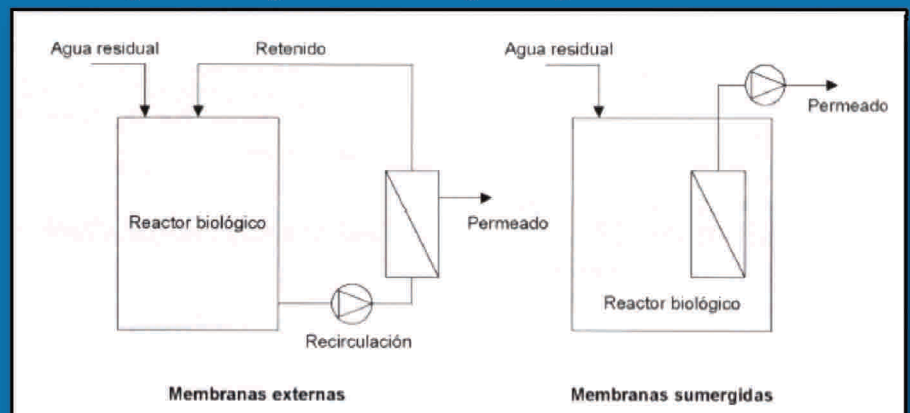 Agua residual
Retenido
Reactor biológico
Permeado
Recirculación
Membranas externas
Agua residual
Permeado
Reactor biológico
Membranas sumergidas